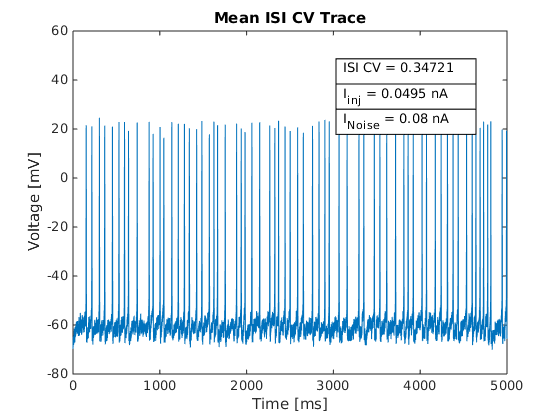 Mean ISI CV Trace
60
40
20
0
-20
-40
-60
-80
Voltage [mV]
ISI CV = 0.34721
Iinj = 0.0495 nA
INoise = 0.08 nA
0 1000 2000 3000 4000 5000
Time [ms]